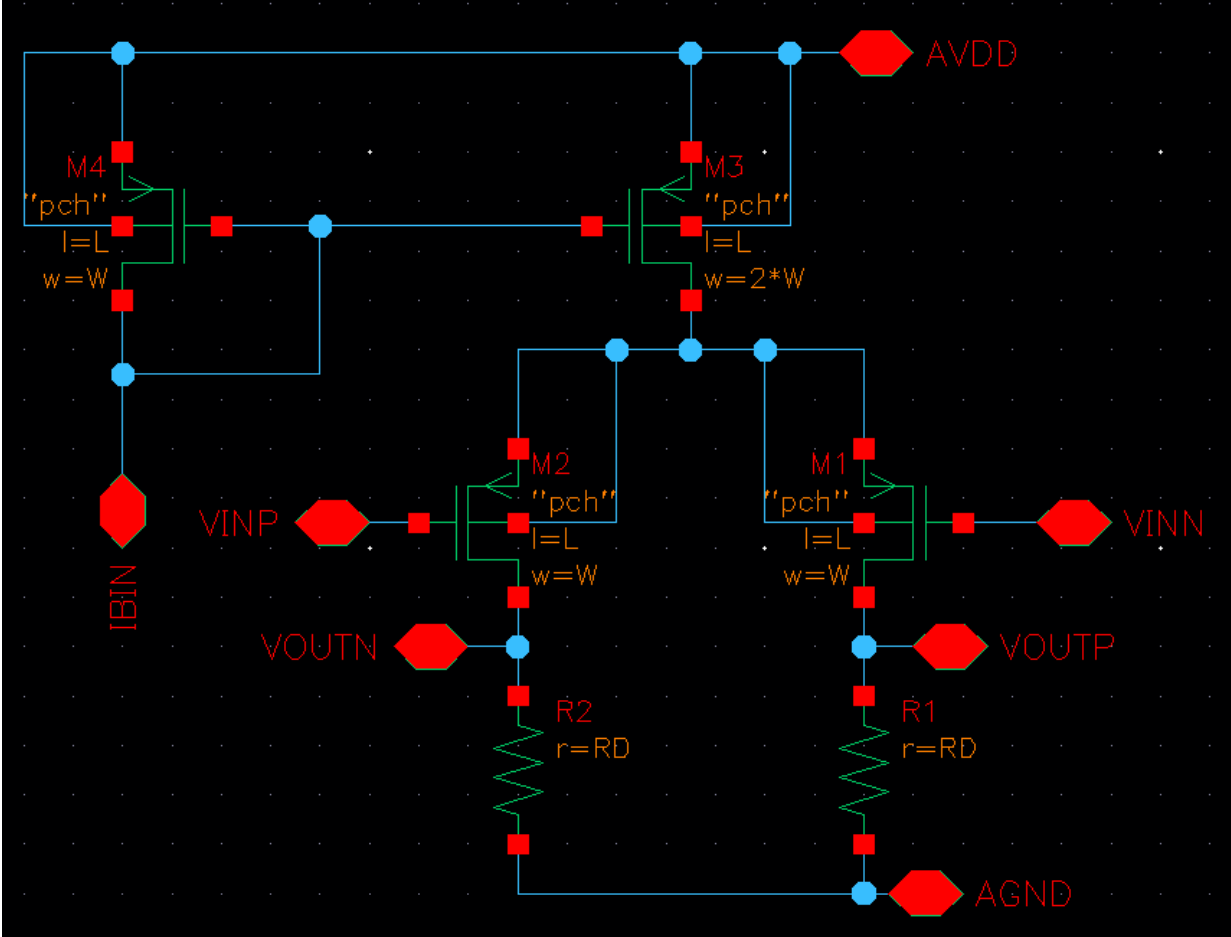 AVDD
M4
"pch"
l=L
w=W
M3
"pch"
l=L
w=2*W
M2
"pch"
l=L
w=W
M1
"pch"
l=L
w=W
VINP
VINN
IBIN
VOUTN
VOUTP
R2
r=RD
R1
r=RD
AGND